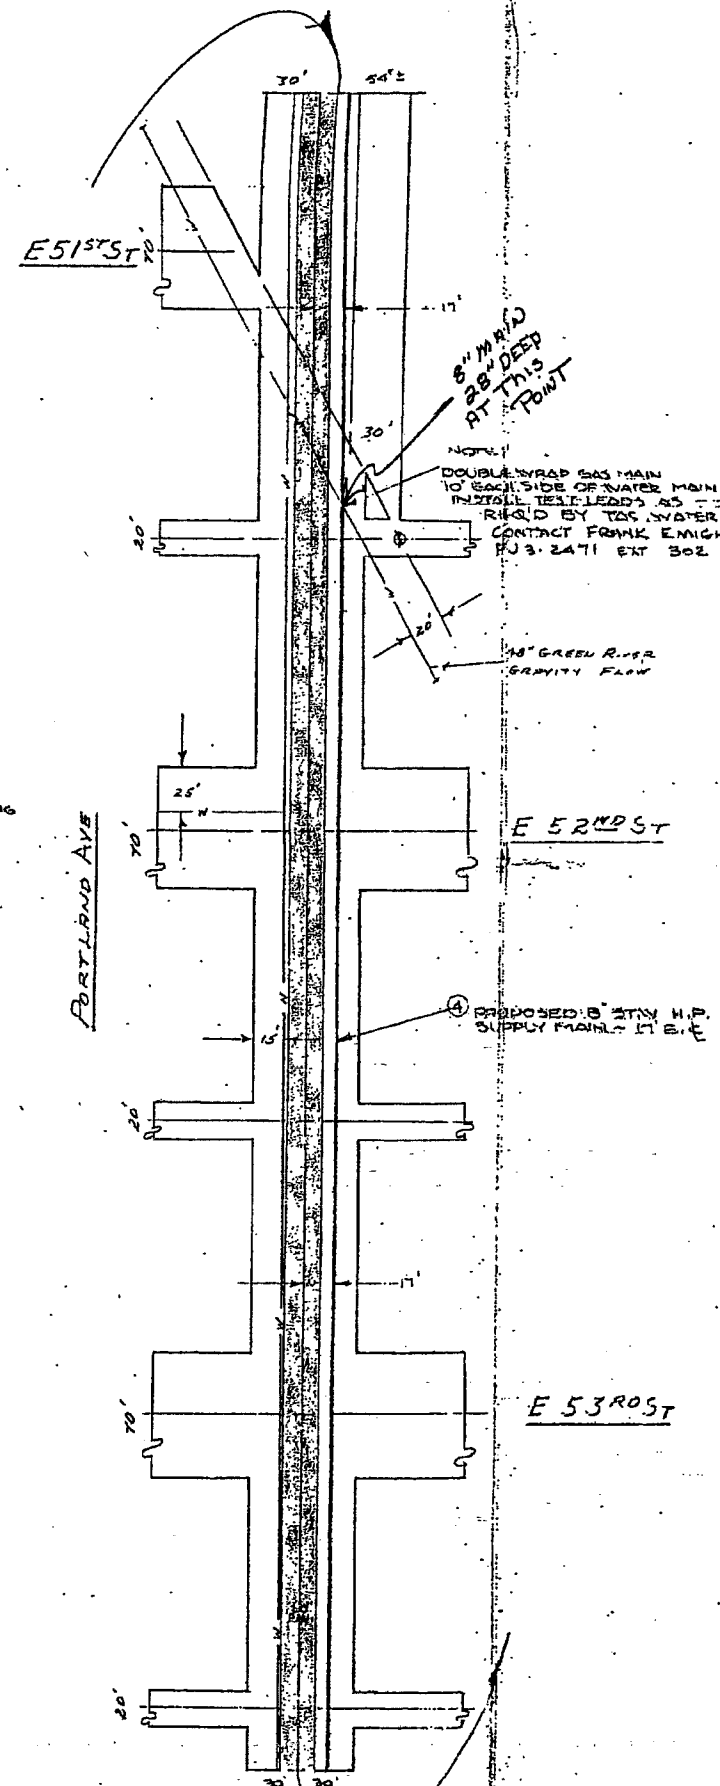 30' 54'±
E 51ST ST 70'
17'
8" MAIN
28" DEEP
AT THIS
POINT
30'
NOTE:
DOUBLE WRAP GAS MAIN
10' EACH SIDE OF WATER MAIN
INSTALL TEST LEADS AS
REQ'D BY TAC. WATER
CONTACT FRANK
FU 3-2471 EXT 302
20'
W
20'
48" GREEN RIVER
GRAVITY FLOW
25'
W
70'
E 52ND ST
PORTLAND AVE
W
15'
④ PROPOSED 8" STW H.P.
SUPPLY MAIN - 17' E. ℄
20'
17'
W
70'
E 53RD ST
W
20'
30' 30'